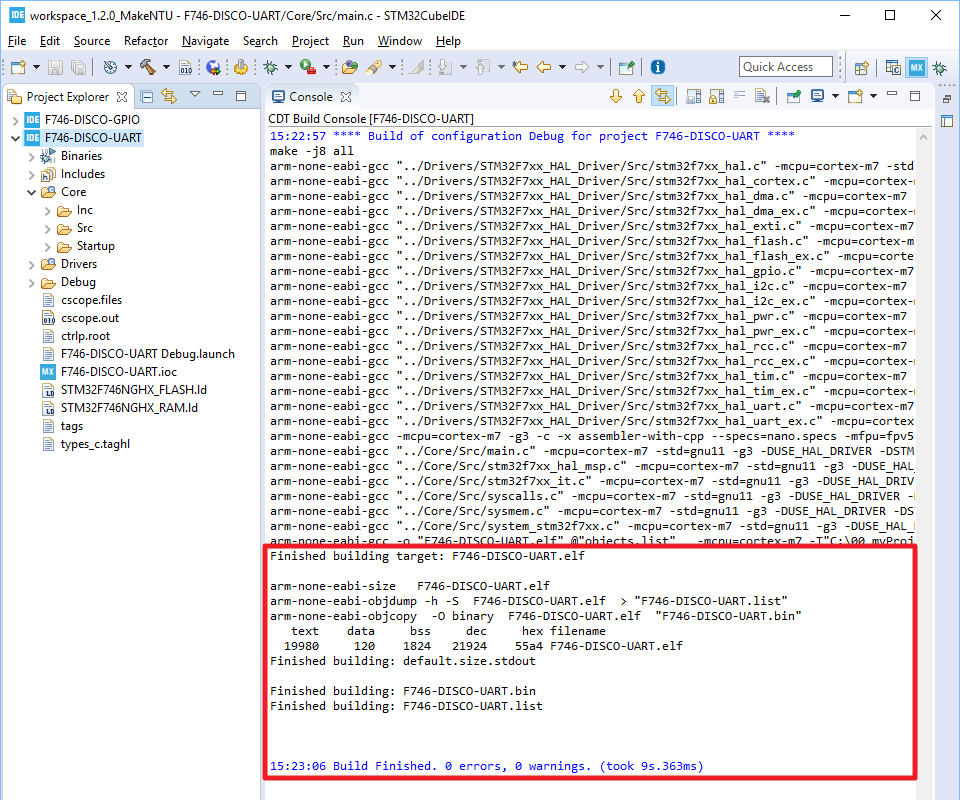 IDE workspace_1.2.0_MakeNTU - F746-DISCO-UART/Core/Src/main.c - STM32CubeIDE
File Edit Source Refactor Navigate Search Project Run Window Help
010
Quick Access
MX
Project Explorer
IDE F746-DISCO-GPIO
IDE F746-DISCO-UART
Binaries
Includes
Core
Inc
Src
Startup
Drivers
Debug
cscope.files
010 cscope.out
ctrlp.root
F746-DISCO-UART Debug.launch
MX F746-DISCO-UART.ioc
LD STM32F746NGHX_FLASH.ld
LD STM32F746NGHX_RAM.ld
tags
types_c.taghl
Console
CDT Build Console [F746-DISCO-UART]
15:22:57 **** Build of configuration Debug for project F746-DISCO-UART ****
make -j8 all
arm-none-eabi-gcc "../Drivers/STM32F7xx_HAL_Driver/Src/stm32f7xx_hal.c" -mcpu=cortex-m7 -std
arm-none-eabi-gcc "../Drivers/STM32F7xx_HAL_Driver/Src/stm32f7xx_hal_cortex.c" -mcpu=cortex-
arm-none-eabi-gcc "../Drivers/STM32F7xx_HAL_Driver/Src/stm32f7xx_hal_dma.c" -mcpu=cortex-m7
arm-none-eabi-gcc "../Drivers/STM32F7xx_HAL_Driver/Src/stm32f7xx_hal_dma_ex.c" -mcpu=cortex-
arm-none-eabi-gcc "../Drivers/STM32F7xx_HAL_Driver/Src/stm32f7xx_hal_exti.c" -mcpu=cortex-m7
arm-none-eabi-gcc "../Drivers/STM32F7xx_HAL_Driver/Src/stm32f7xx_hal_flash.c" -mcpu=cortex-m
arm-none-eabi-gcc "../Drivers/STM32F7xx_HAL_Driver/Src/stm32f7xx_hal_flash_ex.c" -mcpu=corte
arm-none-eabi-gcc "../Drivers/STM32F7xx_HAL_Driver/Src/stm32f7xx_hal_gpio.c" -mcpu=cortex-m7
arm-none-eabi-gcc "../Drivers/STM32F7xx_HAL_Driver/Src/stm32f7xx_hal_i2c.c" -mcpu=cortex-m7
arm-none-eabi-gcc "../Drivers/STM32F7xx_HAL_Driver/Src/stm32f7xx_hal_i2c_ex.c" -mcpu=cortex-
arm-none-eabi-gcc "../Drivers/STM32F7xx_HAL_Driver/Src/stm32f7xx_hal_pwr.c" -mcpu=cortex-m7
arm-none-eabi-gcc "../Drivers/STM32F7xx_HAL_Driver/Src/stm32f7xx_hal_pwr_ex.c" -mcpu=cortex-
arm-none-eabi-gcc "../Drivers/STM32F7xx_HAL_Driver/Src/stm32f7xx_hal_rcc.c" -mcpu=cortex-m7
arm-none-eabi-gcc "../Drivers/STM32F7xx_HAL_Driver/Src/stm32f7xx_hal_rcc_ex.c" -mcpu=cortex-
arm-none-eabi-gcc "../Drivers/STM32F7xx_HAL_Driver/Src/stm32f7xx_hal_tim.c" -mcpu=cortex-m7
arm-none-eabi-gcc "../Drivers/STM32F7xx_HAL_Driver/Src/stm32f7xx_hal_tim_ex.c" -mcpu=cortex-
arm-none-eabi-gcc "../Drivers/STM32F7xx_HAL_Driver/Src/stm32f7xx_hal_uart.c" -mcpu=cortex-m7
arm-none-eabi-gcc "../Drivers/STM32F7xx_HAL_Driver/Src/stm32f7xx_hal_uart_ex.c" -mcpu=cortex
arm-none-eabi-gcc -mcpu=cortex-m7 -g3 -c -x assembler-with-cpp --specs=nano.specs -mfpu=fpv5
arm-none-eabi-gcc "../Core/Src/main.c" -mcpu=cortex-m7 -std=gnu11 -g3 -DUSE_HAL_DRIVER -DSTM
arm-none-eabi-gcc "../Core/Src/stm32f7xx_hal_msp.c" -mcpu=cortex-m7 -std=gnu11 -g3 -DUSE_HAL_
arm-none-eabi-gcc "../Core/Src/stm32f7xx_it.c" -mcpu=cortex-m7 -std=gnu11 -g3 -DUSE_HAL_DRIV
arm-none-eabi-gcc "../Core/Src/syscalls.c" -mcpu=cortex-m7 -std=gnu11 -g3 -DUSE_HAL_DRIVER -
arm-none-eabi-gcc "../Core/Src/sysmem.c" -mcpu=cortex-m7 -std=gnu11 -g3 -DUSE_HAL_DRIVER -DS
arm-none-eabi-gcc "../Core/Src/system_stm32f7xx.c" -mcpu=cortex-m7 -std=gnu11 -g3 -DUSE_HAL_
arm-none-eabi-gcc -o "F746-DISCO-UART.elf" @"objects.list" -mcpu=cortex-m7 -T"C:\00_myProj
Finished building target: F746-DISCO-UART.elf
arm-none-eabi-size F746-DISCO-UART.elf
arm-none-eabi-objdump -h -S F746-DISCO-UART.elf > "F746-DISCO-UART.list"
arm-none-eabi-objcopy -O binary F746-DISCO-UART.elf "F746-DISCO-UART.bin"
text data bss dec hex filename
19980 120 1824 21924 55a4 F746-DISCO-UART.elf
Finished building: default.size.stdout
Finished building: F746-DISCO-UART.bin
Finished building: F746-DISCO-UART.list
15:23:06 Build Finished. 0 errors, 0 warnings. (took 9s.363ms)